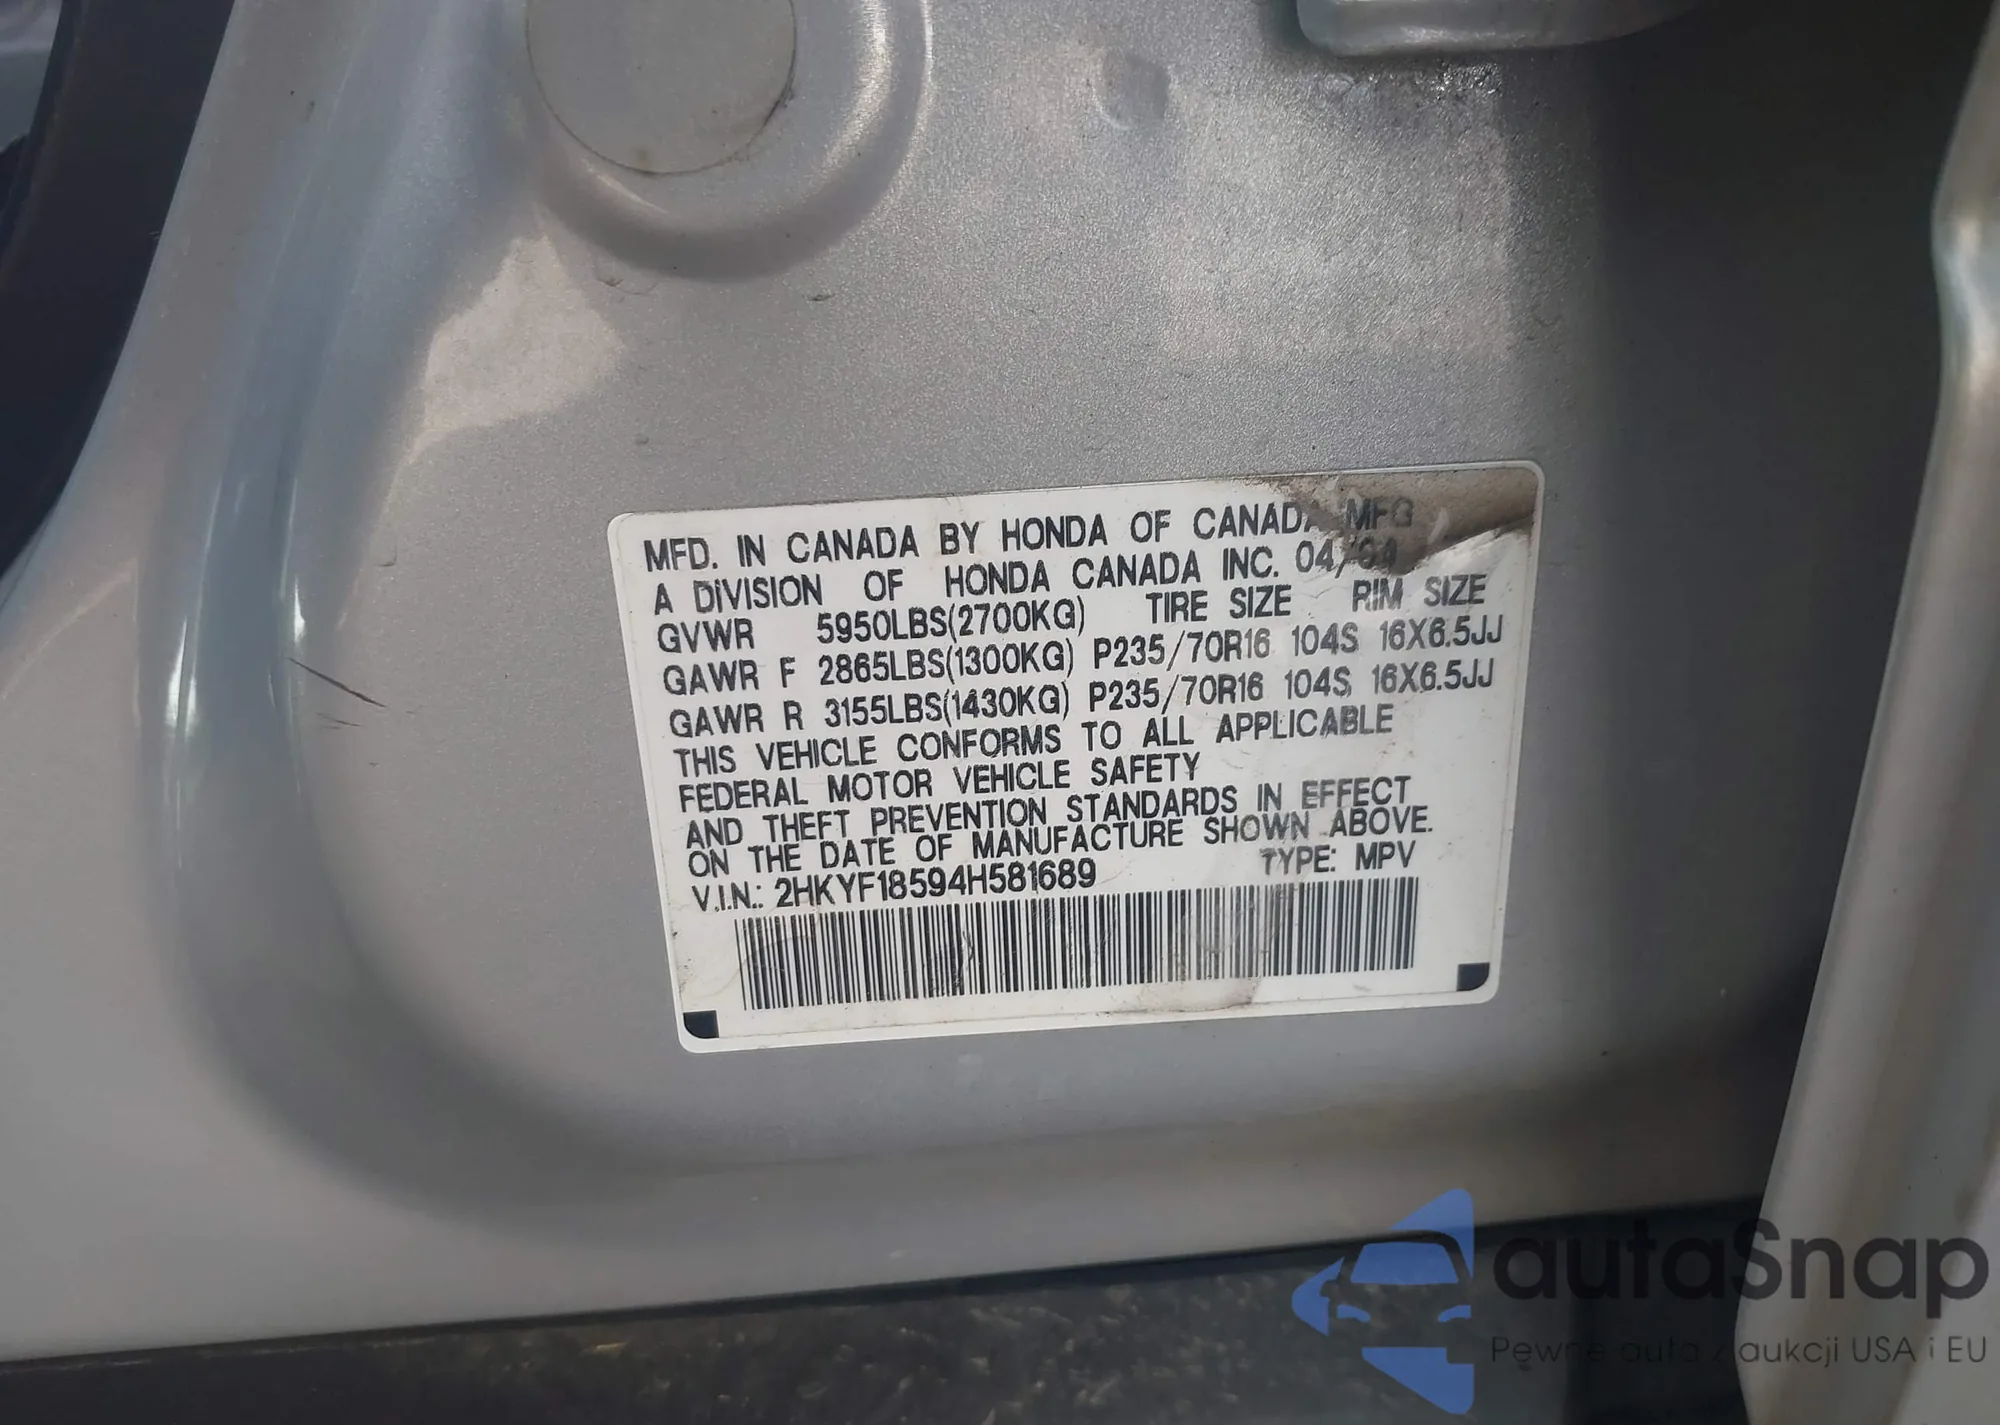 MFD. IN CANADA BY HONDA OF CANADA MFG
A DIVISION OF HONDA CANADA INC. 04/04
GVWR 5950LBS(2700KG) TIRE SIZE RIM SIZE
GAWR F 2865LBS(1300KG) P235/70R16 104S 16X6.5JJ
GAWR R 3155LBS(1430KG) P235/70R16 104S 16X6.5JJ
THIS VEHICLE CONFORMS TO ALL APPLICABLE
FEDERAL MOTOR VEHICLE SAFETY
AND THEFT PREVENTION STANDARDS IN EFFECT
ON THE DATE OF MANUFACTURE SHOWN ABOVE.
V.I.N.: 2HKYF18594H581689 TYPE: MPV
autaSnap
Pewne auta z aukcji USA i EU